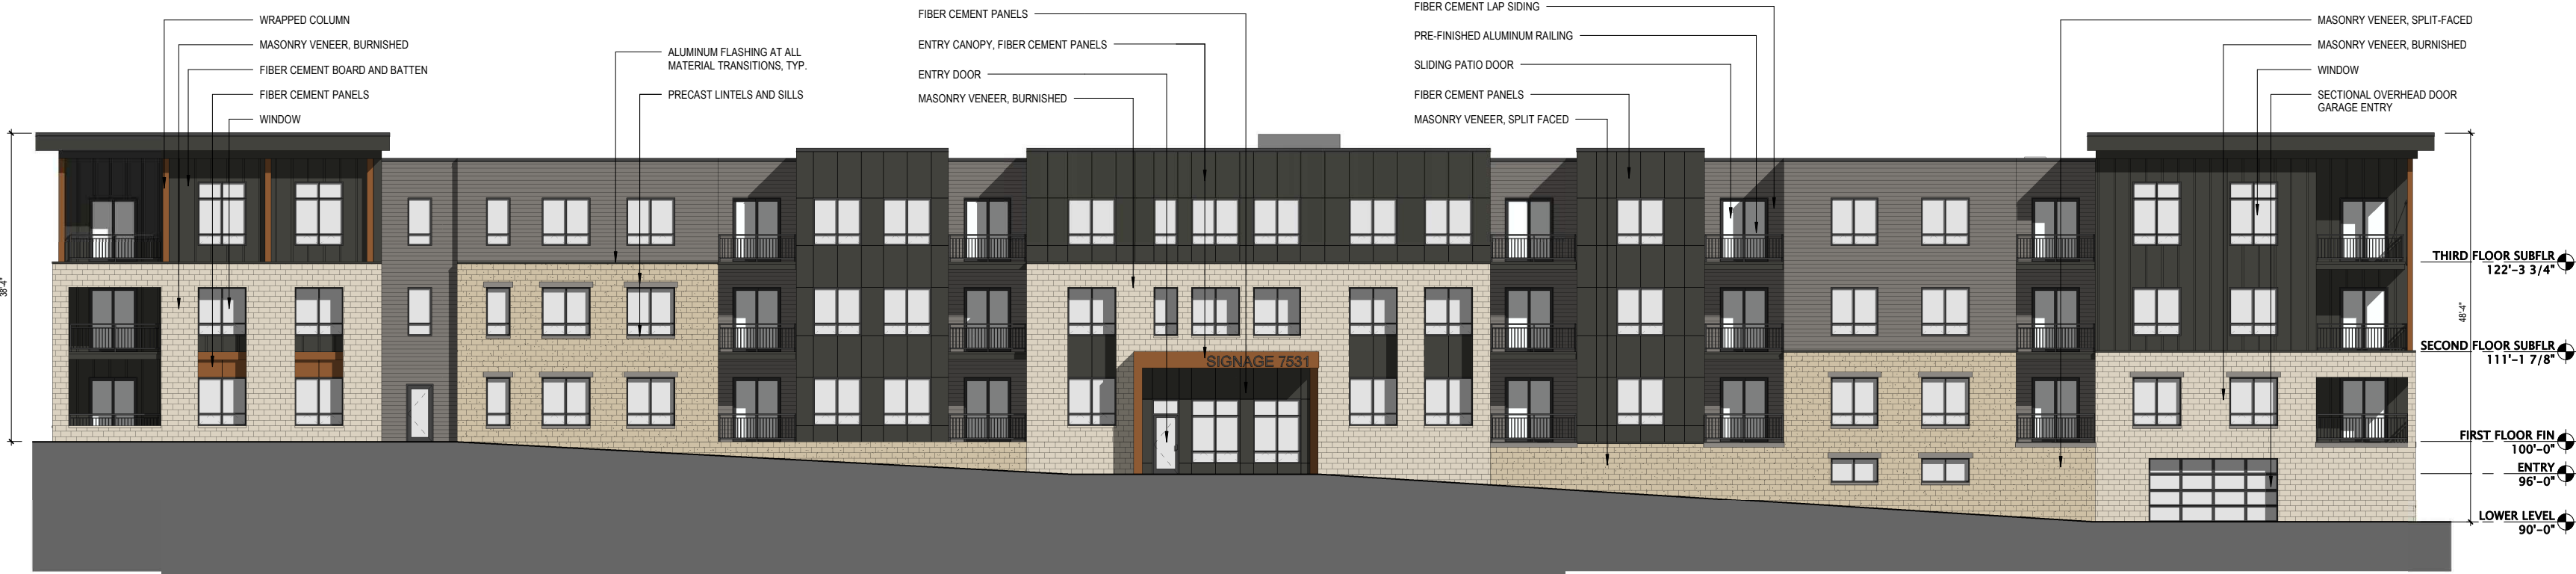 WRAPPED COLUMN
MASONRY VENEER, BURNISHED
FIBER CEMENT BOARD AND BATTEN
FIBER CEMENT PANELS
WINDOW
ALUMINUM FLASHING AT ALL
MATERIAL TRANSITIONS, TYP.
PRECAST LINTELS AND SILLS
FIBER CEMENT PANELS
ENTRY CANOPY, FIBER CEMENT PANELS
ENTRY DOOR
MASONRY VENEER, BURNISHED
FIBER CEMENT LAP SIDING
PRE-FINISHED ALUMINUM RAILING
SLIDING PATIO DOOR
FIBER CEMENT PANELS
MASONRY VENEER, SPLIT FACED
MASONRY VENEER, SPLIT-FACED
MASONRY VENEER, BURNISHED
WINDOW
SECTIONAL OVERHEAD DOOR
GARAGE ENTRY
38'-4"
SIGNAGE 7531
48'-4"
THIRD FLOOR SUBFLR
122'-3 3/4"
SECOND FLOOR SUBFLR
111'-1 7/8"
FIRST FLOOR FIN
100'-0"
ENTRY
96'-0"
LOWER LEVEL
90'-0"